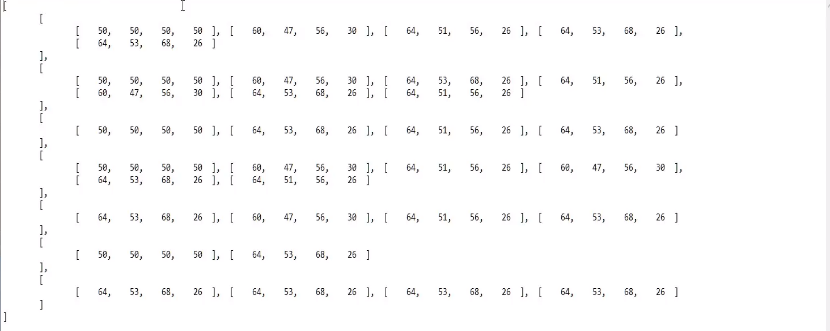 [
[
[ 50, 50, 50, 50 ], [ 60, 47, 56, 30 ], [ 64, 51, 56, 26 ], [ 64, 53, 68, 26 ],
[ 64, 53, 68, 26 ]
],
[
[ 50, 50, 50, 50 ], [ 60, 47, 56, 30 ], [ 64, 53, 68, 26 ], [ 64, 51, 56, 26 ],
[ 60, 47, 56, 30 ], [ 64, 53, 68, 26 ], [ 64, 51, 56, 26 ]
],
[
[ 50, 50, 50, 50 ], [ 64, 53, 68, 26 ], [ 64, 51, 56, 26 ], [ 64, 53, 68, 26 ]
],
[
[ 50, 50, 50, 50 ], [ 60, 47, 56, 30 ], [ 64, 51, 56, 26 ], [ 60, 47, 56, 30 ],
[ 64, 53, 68, 26 ], [ 64, 51, 56, 26 ]
],
[
[ 64, 53, 68, 26 ], [ 60, 47, 56, 30 ], [ 64, 51, 56, 26 ], [ 64, 53, 68, 26 ]
],
[
[ 50, 50, 50, 50 ], [ 64, 53, 68, 26 ]
],
[
[ 64, 53, 68, 26 ], [ 64, 53, 68, 26 ], [ 64, 53, 68, 26 ], [ 64, 53, 68, 26 ]
]
]